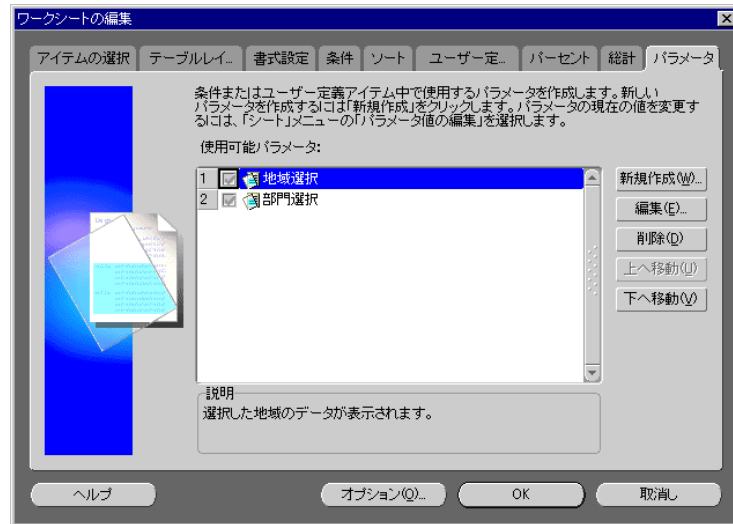 ワークシートの編集
アイテムの選択 テーブルレイ... 書式設定 条件 ソート ユーザー定... パーセント 総計 パラメータ
条件またはユーザー定義アイテム中で使用するパラメータを作成します。新しい
パラメータを作成するには「新規作成」をクリックします。パラメータの現在の値を変更す
るには、「シート」メニューの「パラメータ値の編集」を選択します。
使用可能パラメータ:
1 地域選択
2 部門選択
新規作成(W)...
編集(E)...
削除(D)
上へ移動(U)
下へ移動(V)
説明
選択した地域のデータが表示されます。
ヘルプ オプション(O)... OK 取消し